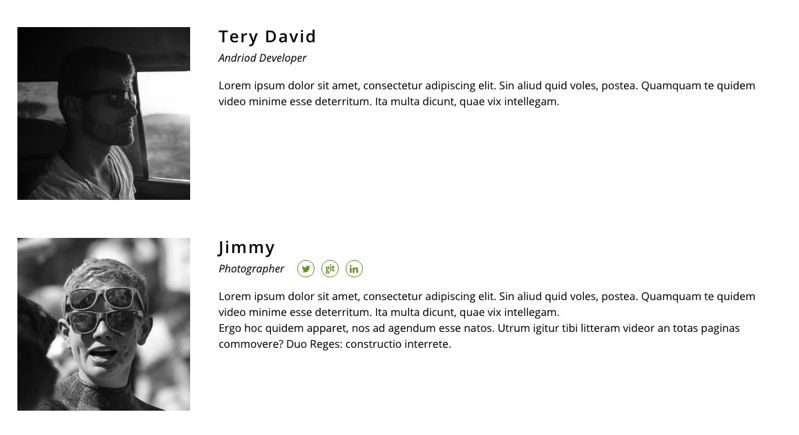 Tery David
Andriod Developer
Lorem ipsum dolor sit amet, consectetur adipiscing elit. Sin aliud quid voles, postea. Quamquam te quidem
video minime esse deterritum. Ita multa dicunt, quae vix intellegam.
Jimmy
Photographer git in
Lorem ipsum dolor sit amet, consectetur adipiscing elit. Sin aliud quid voles, postea. Quamquam te quidem
video minime esse deterritum. Ita multa dicunt, quae vix intellegam.
Ergo hoc quidem apparet, nos ad agendum esse natos. Utrum igitur tibi litteram videor an totas paginas
commovere? Duo Reges: constructio interrete.